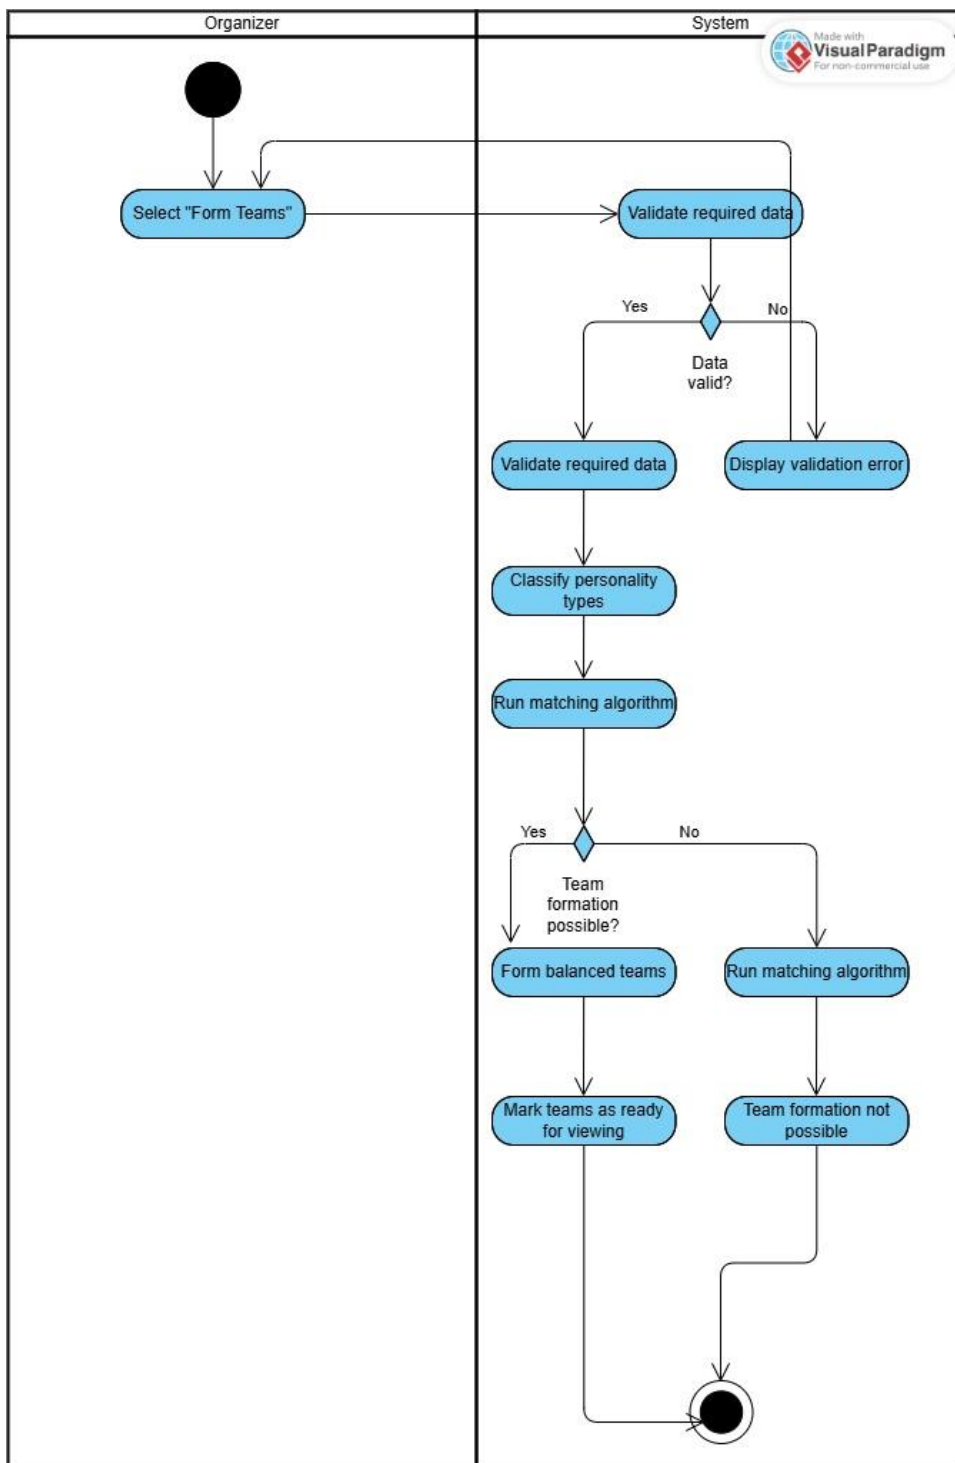 Organizer
System
Made with
Visual Paradigm
For non-commercial use
Select "Form Teams"
Validate required data
Yes
No
Data
valid?
Validate required data
Display validation error
Classify personality
types
Run matching algorithm
Yes
No
Team
formation
possible?
Form balanced teams
Run matching algorithm
Mark teams as ready
for viewing
Team formation not
possible